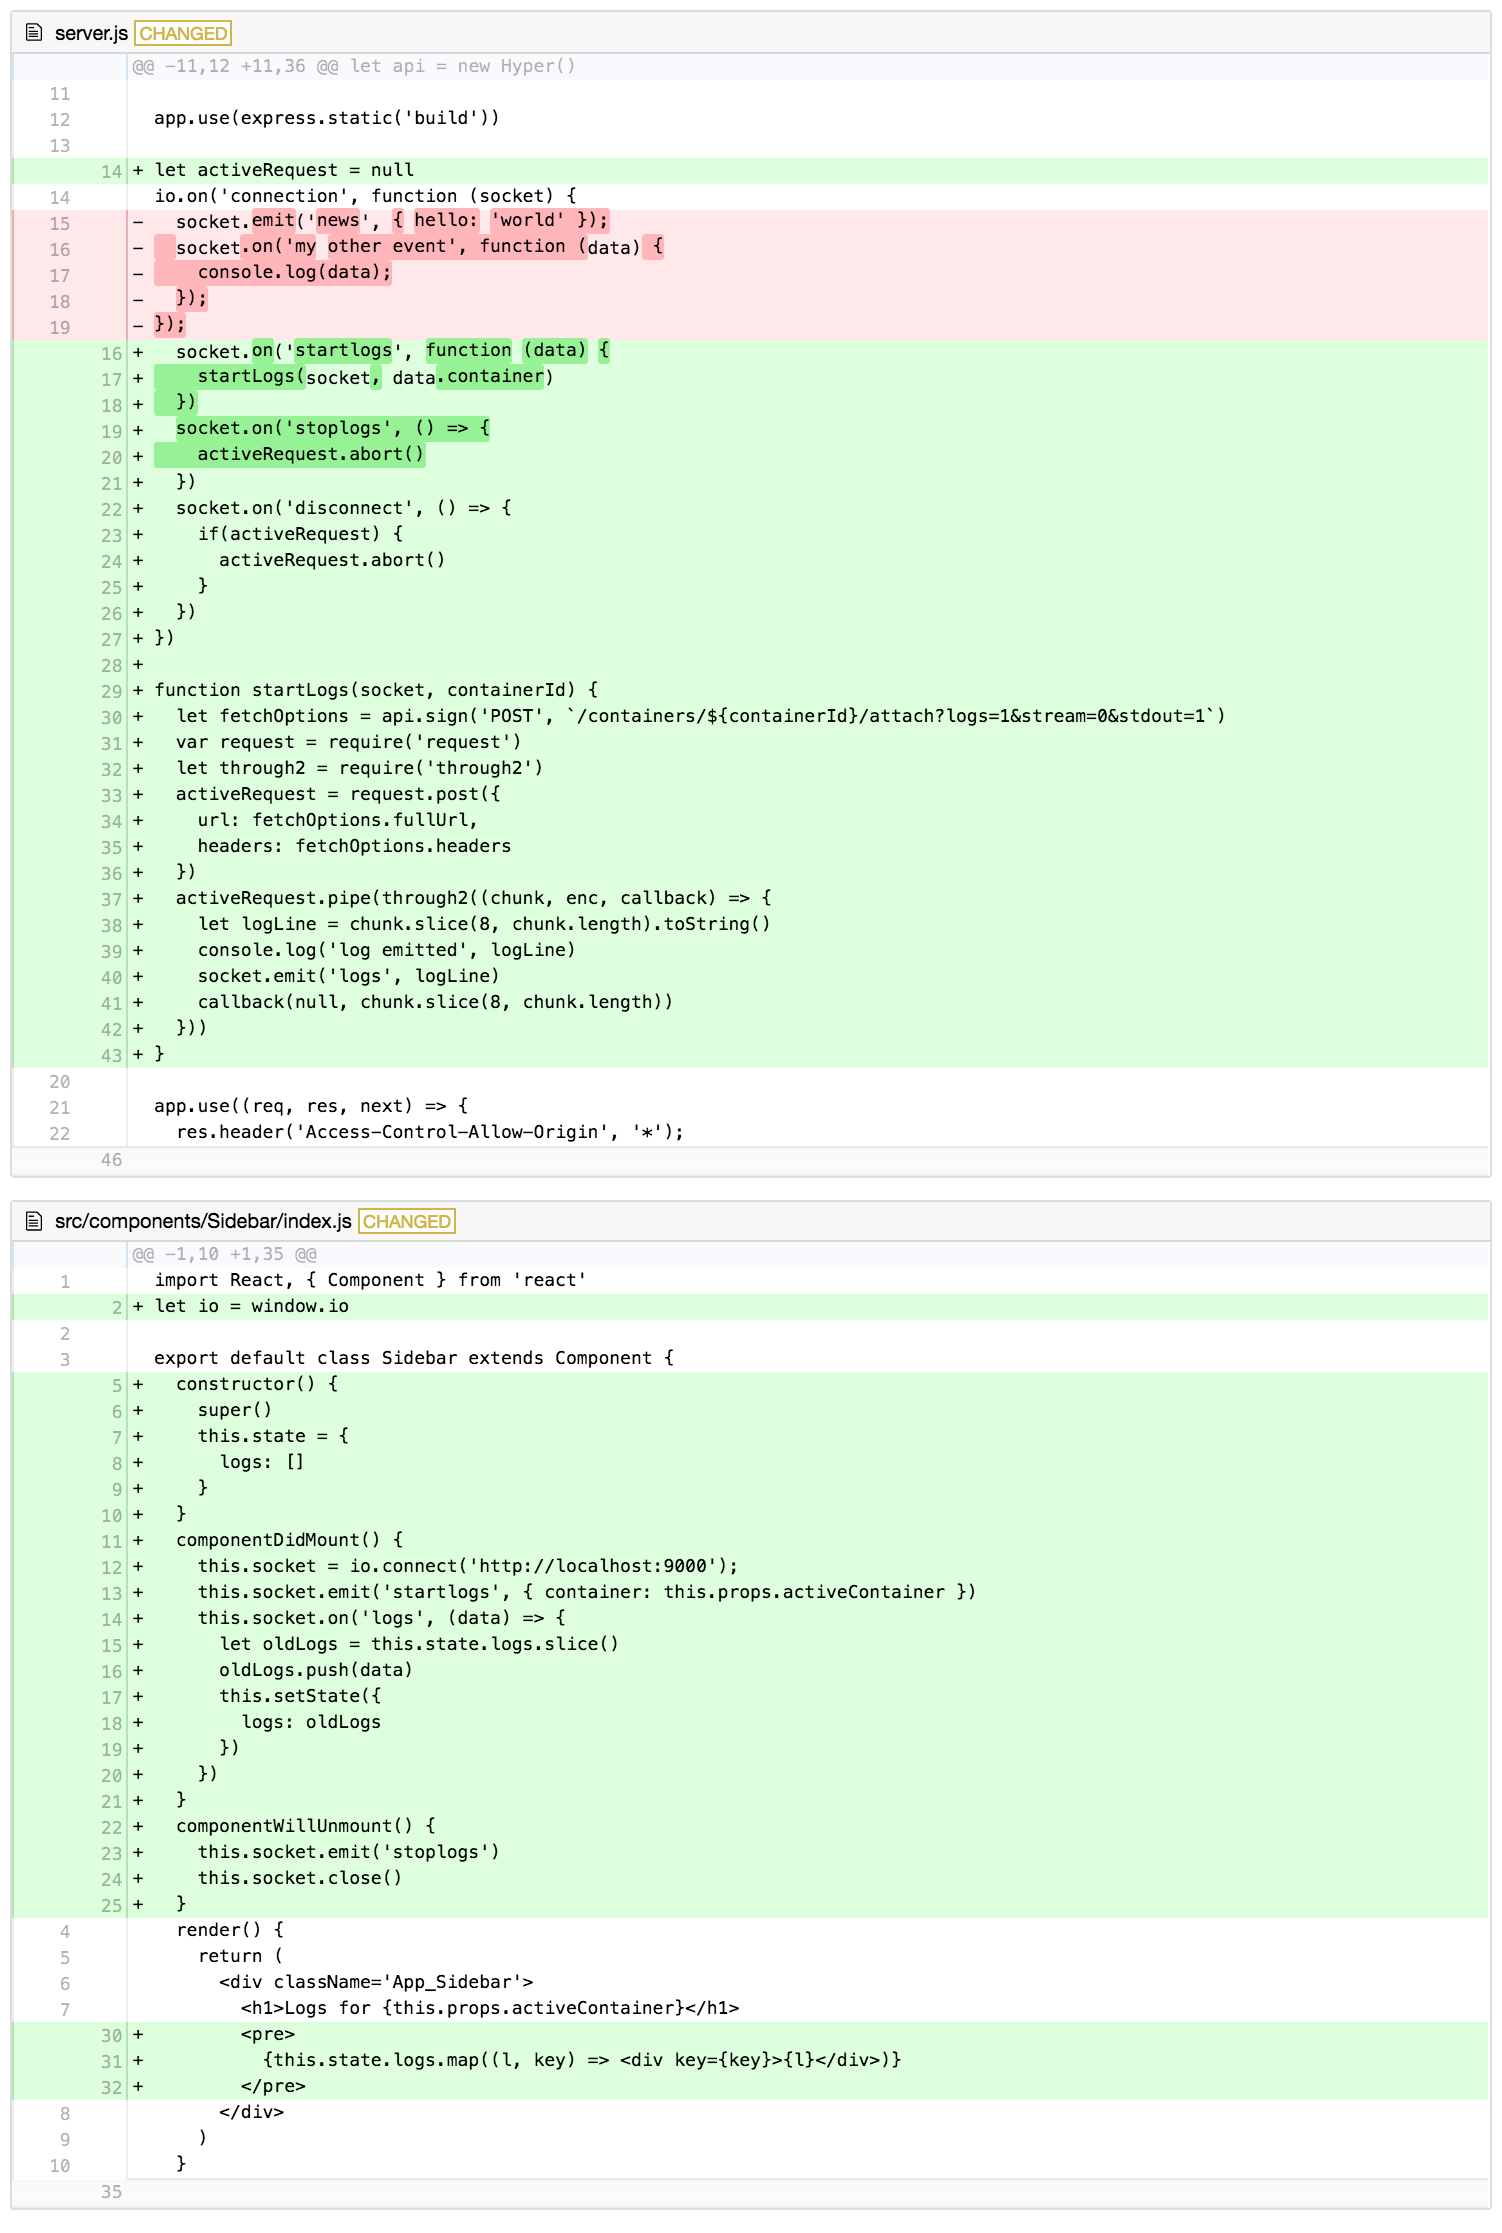 server.js CHANGED
@@ -11,12 +11,36 @@ let api = new Hyper()
11
12 app.use(express.static('build'))
13
14 + let activeRequest = null
14 io.on('connection', function (socket) {
15 - socket.emit('news', { hello: 'world' });
16 - socket.on('my other event', function (data) {
17 - console.log(data);
18 - });
19 - });
16 + socket.on('startlogs', function (data) {
17 + startLogs(socket, data.container)
18 + })
19 + socket.on('stoplogs', () => {
20 + activeRequest.abort()
21 + })
22 + socket.on('disconnect', () => {
23 + if(activeRequest) {
24 + activeRequest.abort()
25 + }
26 + })
27 + })
28 +
29 + function startLogs(socket, containerId) {
30 + let fetchOptions = api.sign('POST', `/containers/${containerId}/attach?logs=1&stream=0&stdout=1`)
31 + var request = require('request')
32 + let through2 = require('through2')
33 + activeRequest = request.post({
34 + url: fetchOptions.fullUrl,
35 + headers: fetchOptions.headers
36 + })
37 + activeRequest.pipe(through2((chunk, enc, callback) => {
38 + let logLine = chunk.slice(8, chunk.length).toString()
39 + console.log('log emitted', logLine)
40 + socket.emit('logs', logLine)
41 + callback(null, chunk.slice(8, chunk.length))
42 + }))
43 + }
20
21 app.use((req, res, next) => {
22 res.header('Access-Control-Allow-Origin', '*');
46
src/components/Sidebar/index.js CHANGED
@@ -1,10 +1,35 @@
1 import React, { Component } from 'react'
2 + let io = window.io
2
3 export default class Sidebar extends Component {
5 + constructor() {
6 + super()
7 + this.state = {
8 + logs: []
9 + }
10 + }
11 + componentDidMount() {
12 + this.socket = io.connect('http://localhost:9000');
13 + this.socket.emit('startlogs', { container: this.props.activeContainer })
14 + this.socket.on('logs', (data) => {
15 + let oldLogs = this.state.logs.slice()
16 + oldLogs.push(data)
17 + this.setState({
18 + logs: oldLogs
19 + })
20 + })
21 + }
22 + componentWillUnmount() {
23 + this.socket.emit('stoplogs')
24 + this.socket.close()
25 + }
4 render() {
5 return (
6 <div className='App_Sidebar'>
7 <h1>Logs for {this.props.activeContainer}</h1>
30 + <pre>
31 + {this.state.logs.map((l, key) => <div key={key}>{l}</div>)}
32 + </pre>
8 </div>
9 )
10 }
35